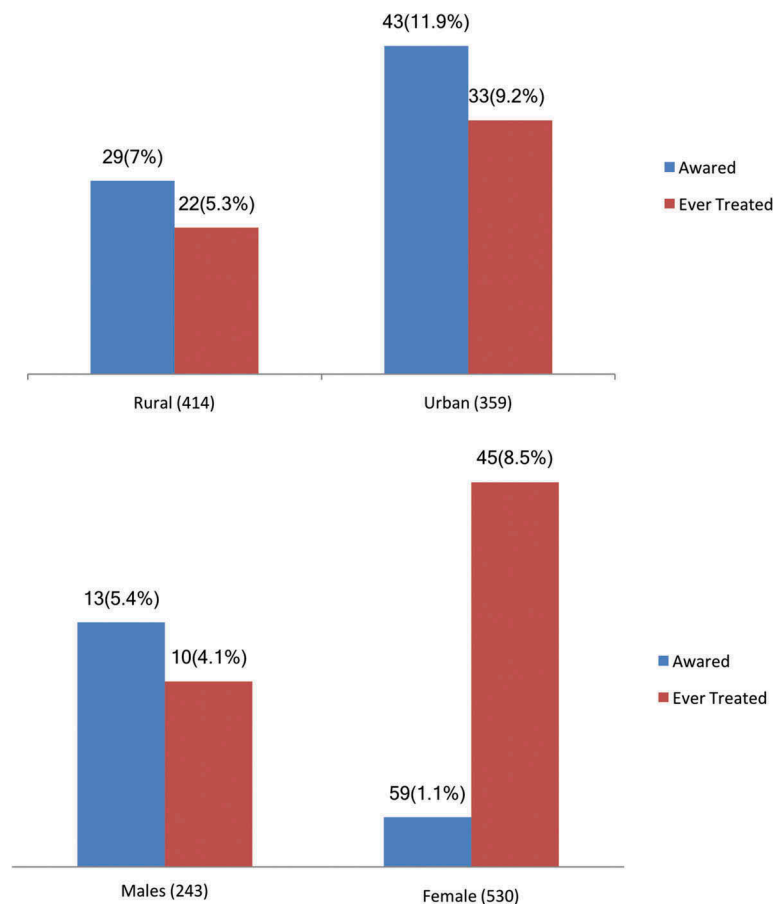 43(11.9%)
33(9.2%)
29(7%)
22(5.3%)
Awared
Ever Treated
Rural (414)
Urban (359)
45(8.5%)
13(5.4%)
10(4.1%)
59(1.1%)
Awared
Ever Treated
Males (243)
Female (530)